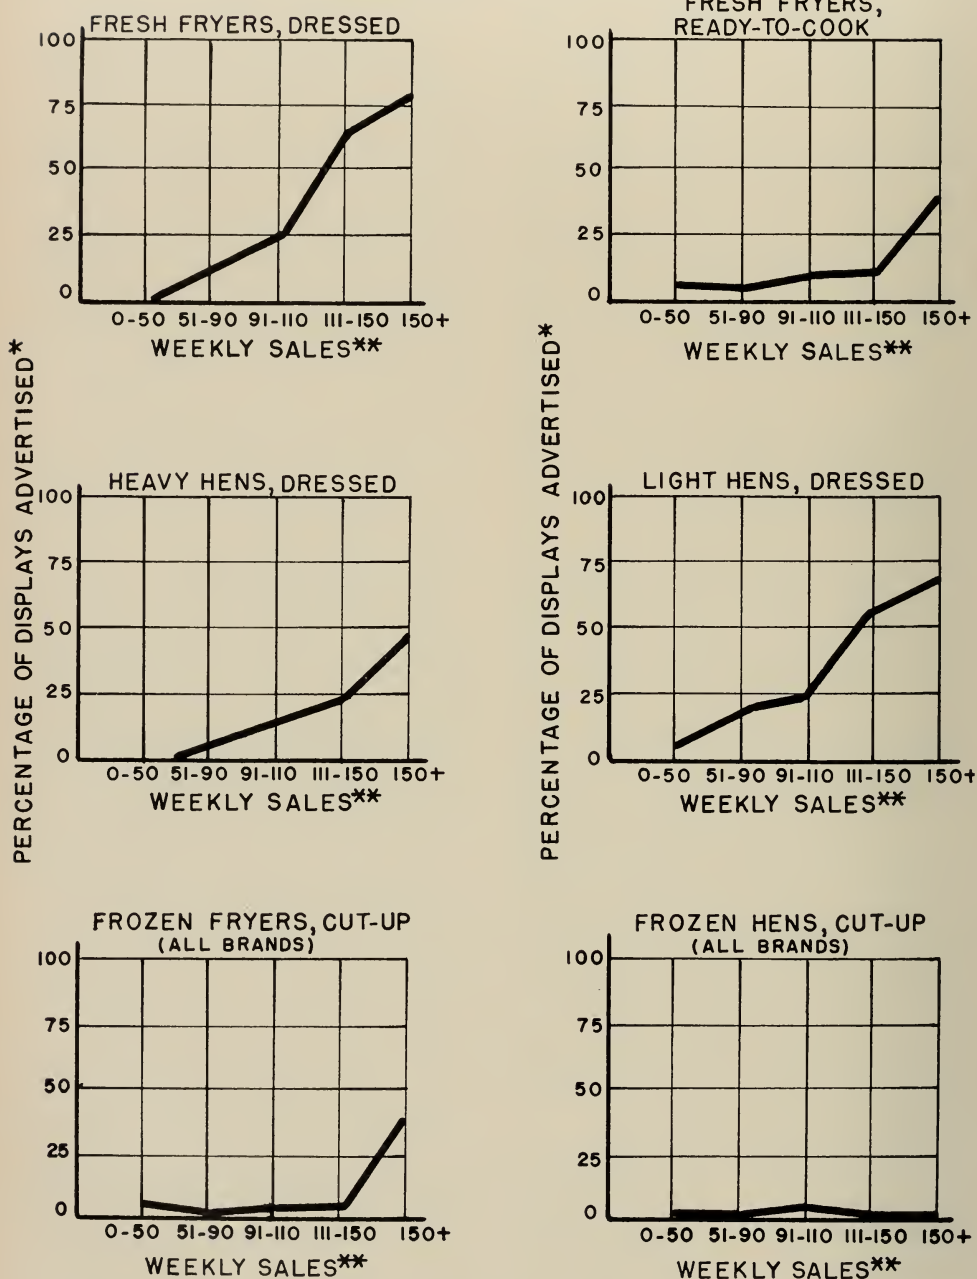 FRESH FRYERS, DRESSED
100
75
50
25
0
0-50 51-90 91-110 111-150 150+
WEEKLY SALES**
FRESH FRYERS,
READY-TO-COOK
100
75
50
25
0
0-50 51-90 91-110 111-150 150+
WEEKLY SALES**
PERCENTAGE OF DISPLAYS ADVERTISED*
HEAVY HENS, DRESSED
100
75
50
25
0
0-50 51-90 91-110 111-150 150+
WEEKLY SALES**
PERCENTAGE OF DISPLAYS ADVERTISED*
LIGHT HENS, DRESSED
100
75
50
25
0
0-50 51-90 91-110 111-150 150+
WEEKLY SALES**
FROZEN FRYERS, CUT-UP
(ALL BRANDS)
100
75
50
25
0
0-50 51-90 91-110 111-150 150+
WEEKLY SALES**
FROZEN HENS, CUT-UP
(ALL BRANDS)
100
75
50
25
0
0-50 51-90 91-110 111-150 150+
WEEKLY SALES**